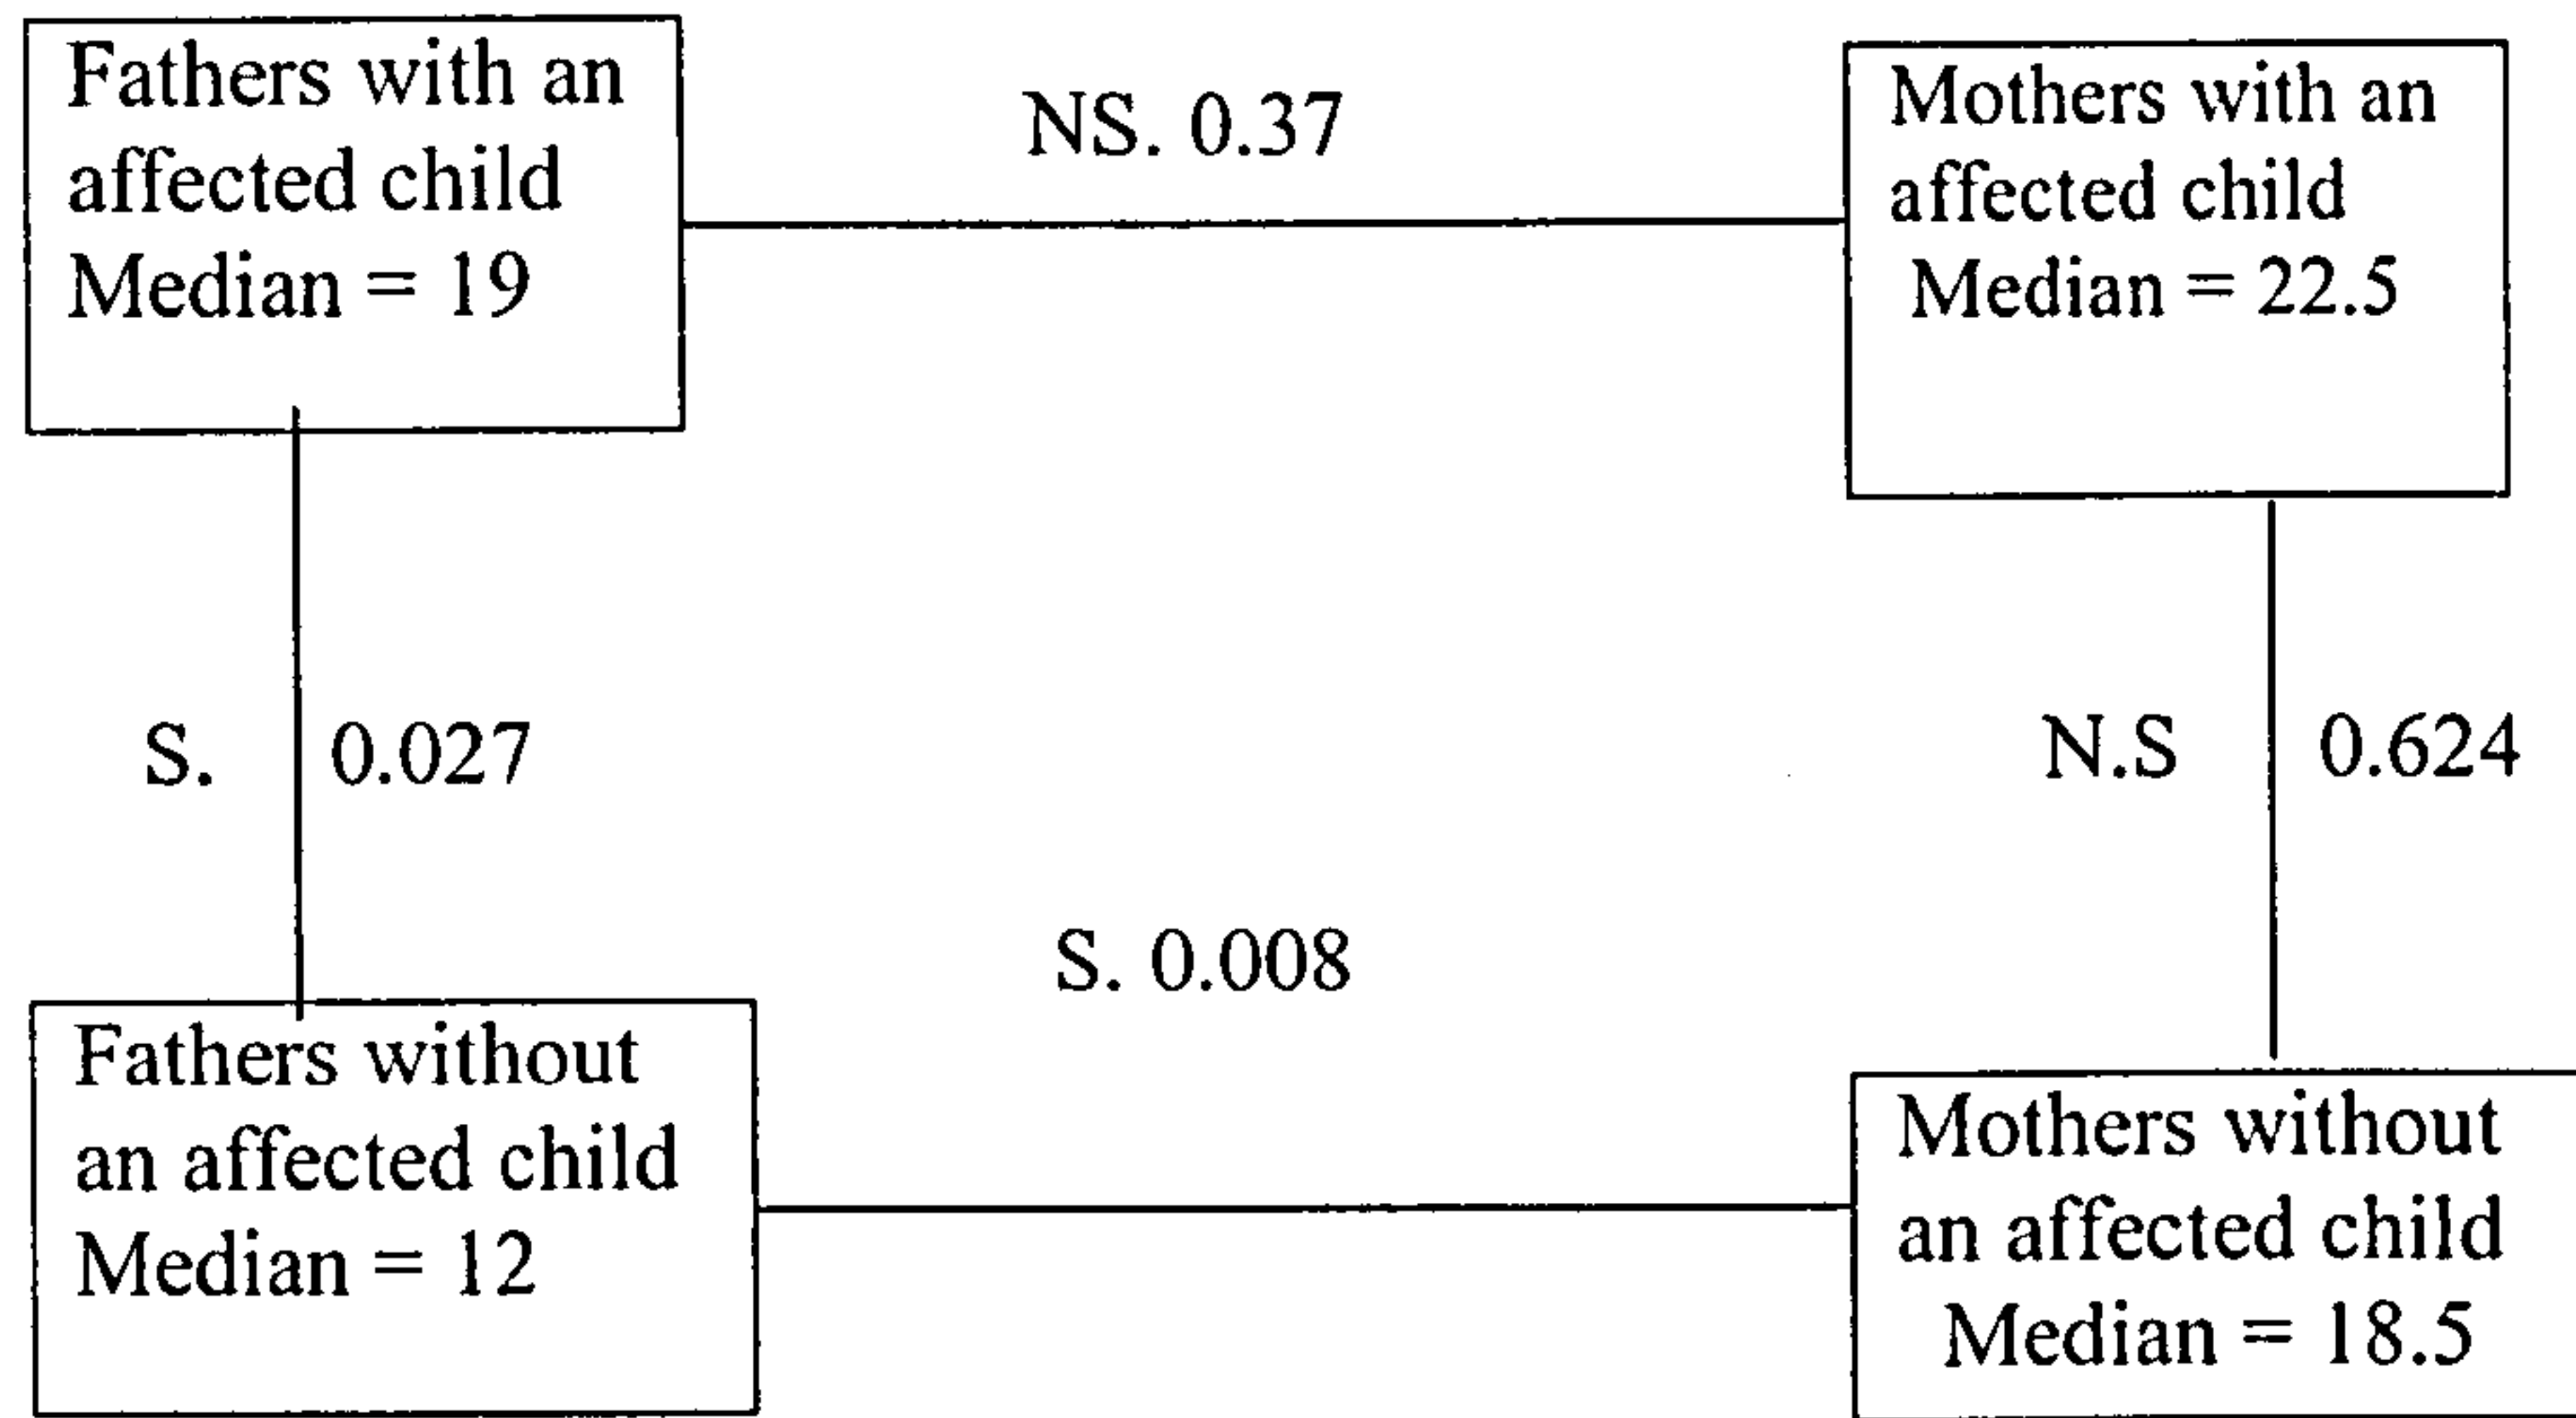 Fathers with an
affected child
Median = 19
NS. 0.37
Mothers with an
affected child
Median = 22.5
S. 0.027
N.S 0.624
S. 0.008
Fathers without
an affected child
Median = 12
Mothers without
an affected child
Median = 18.5